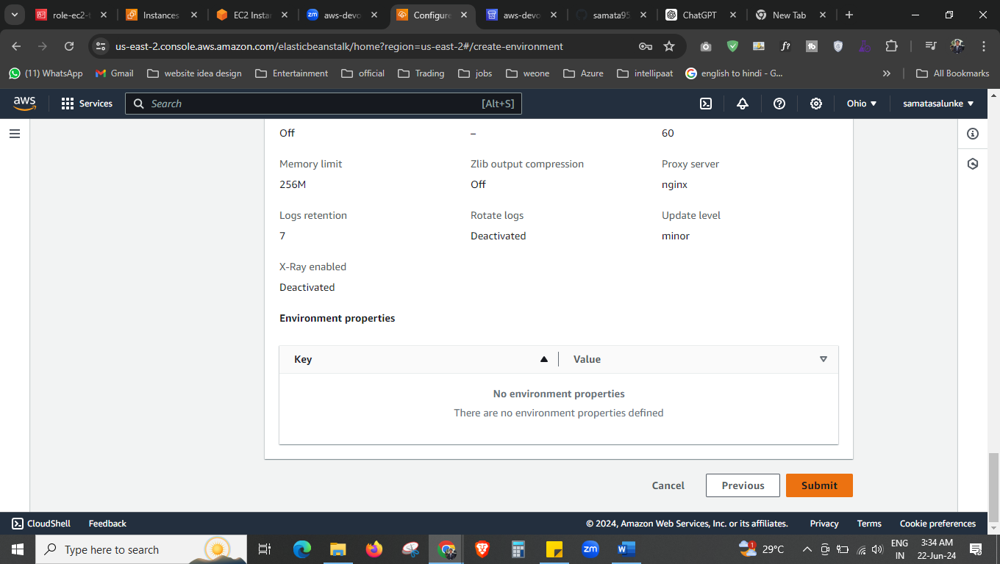 role-ec2-t
Instances
EC2 Insta
aws-devo
Configure
aws-devo
samata95
ChatGPT
New Tab
us-east-2.console.aws.amazon.com/elasticbeanstalk/home?region=us-east-2#/create-environment
(11) WhatsApp
Gmail
website idea design
Entertainment
official
Trading
jobs
weone
Azure
intellipaat
english to hindi - G...
All Bookmarks
aws
Services
Search
[Alt+S]
Ohio
samatasalunke
Off
–
60
Memory limit
Zlib output compression
Proxy server
256M
Off
nginx
Logs retention
Rotate logs
Update level
7
Deactivated
minor
X-Ray enabled
Deactivated
Environment properties
Key
Value
No environment properties
There are no environment properties defined
Cancel
Previous
Submit
CloudShell
Feedback
© 2024, Amazon Web Services, Inc. or its affiliates.
Privacy
Terms
Cookie preferences
Type here to search
29°C
ENG
IN
3:34 AM
22-Jun-24